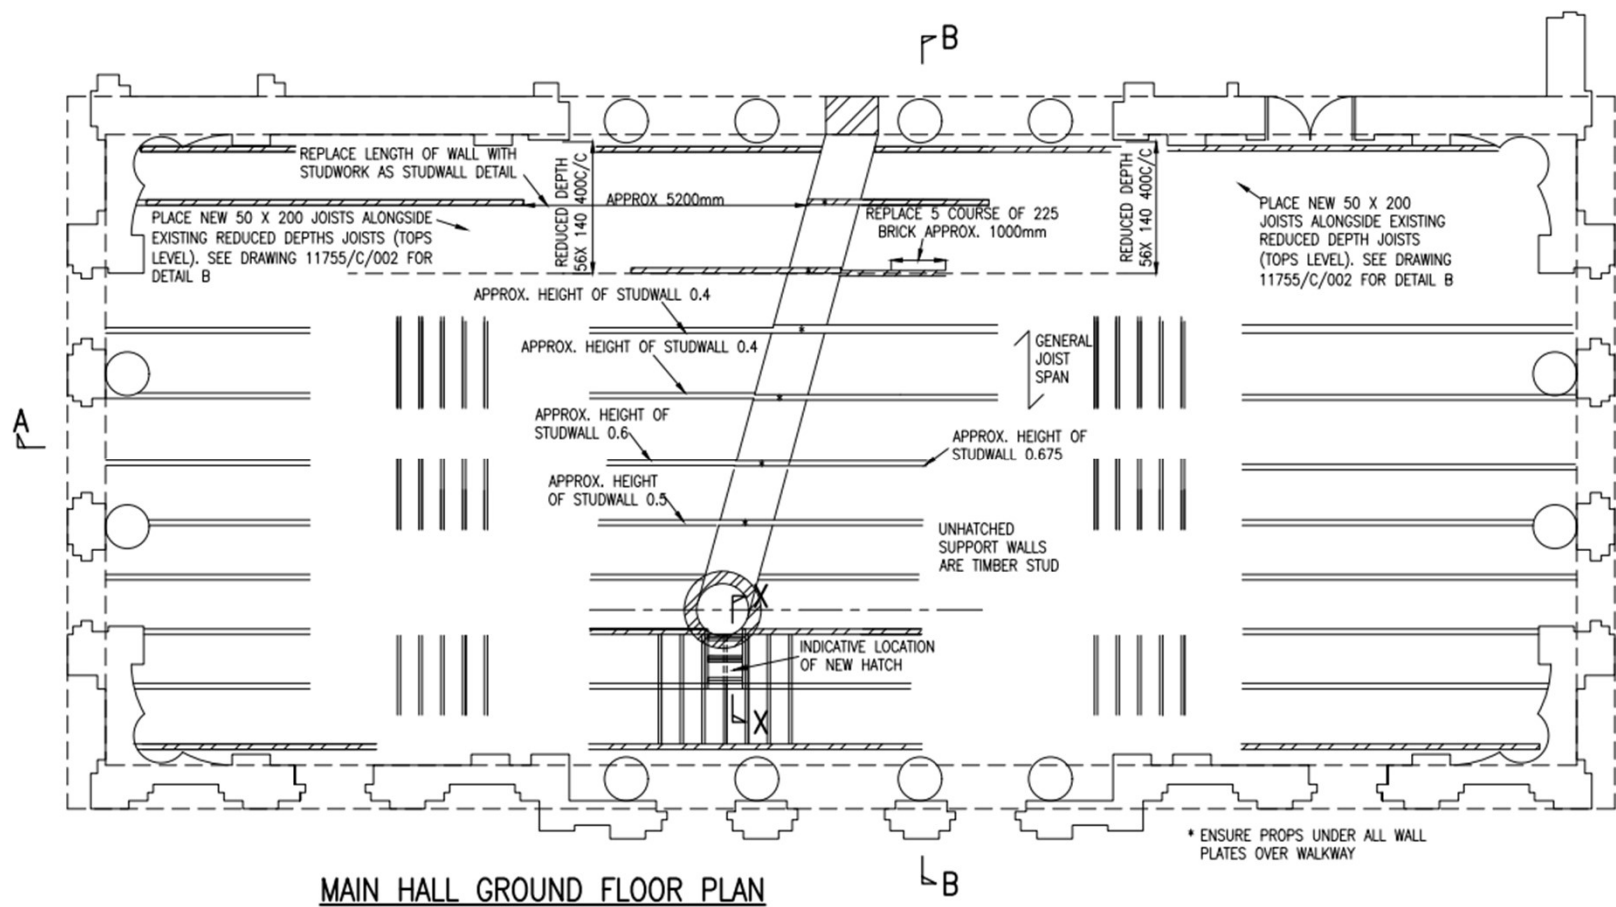 B
REPLACE LENGTH OF WALL WITH
STUDWORK AS STUDWALL DETAIL
PLACE NEW 50 X 200 JOISTS ALONGSIDE
EXISTING REDUCED DEPTHS JOISTS (TOPS
LEVEL). SEE DRAWING 11755/C/002 FOR
DETAIL B
REDUCED DEPTH
56X 140 400C/C
APPROX 5200mm
REPLACE 5 COURSE OF 225
BRICK APPROX. 1000mm
REDUCED DEPTH
56X 140 400C/C
PLACE NEW 50 X 200
JOISTS ALONGSIDE EXISTING
REDUCED DEPTH JOISTS
(TOPS LEVEL). SEE DRAWING
11755/C/002 FOR DETAIL B
APPROX. HEIGHT OF STUDWALL 0.4
*
APPROX. HEIGHT OF STUDWALL 0.4
*
GENERAL
JOIST
SPAN
A
APPROX. HEIGHT OF
STUDWALL 0.6
*
APPROX. HEIGHT OF
STUDWALL 0.675
APPROX. HEIGHT
OF STUDWALL 0.5
*
UNHATCHED
SUPPORT WALLS
ARE TIMBER STUD
X
INDICATIVE LOCATION
OF NEW HATCH
X
* ENSURE PROPS UNDER ALL WALL
PLATES OVER WALKWAY
B
MAIN HALL GROUND FLOOR PLAN